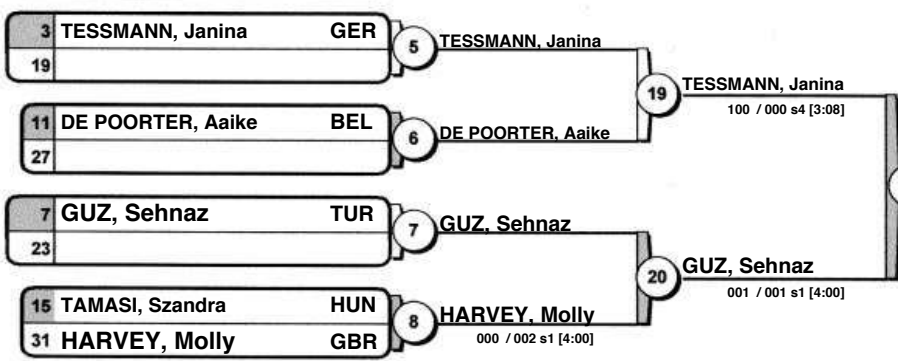 3 TESSMANN, Janina GER
19
5 TESSMANN, Janina
11 DE POORTER, Aaike BEL
27
6 DE POORTER, Aaike
19 TESSMANN, Janina
100 / 000 s4 [3:08]
7 GUZ, Sehnaz TUR
23
7 GUZ, Sehnaz
15 TAMASI, Szandra HUN
31 HARVEY, Molly GBR
8 HARVEY, Molly
000 / 002 s1 [4:00]
20 GUZ, Sehnaz
001 / 001 s1 [4:00]